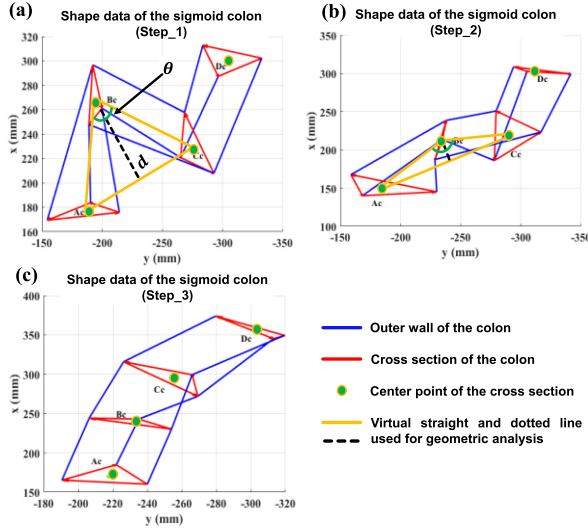 (a)
Shape data of the sigmoid colon
(Step_1)
320
300
280
260
240
220
200
180
160
x (mm)
-150
-200
-250
-300
-350
y (mm)
Ac
Bc
Cc
Dc
θ
d
(b)
Shape data of the sigmoid colon
(Step_2)
350
300
250
200
150
100
x (mm)
-150
-200
-250
-300
-350
y (mm)
Ac
Cc
Dc
(c)
Shape data of the sigmoid colon
(Step_3)
400
350
300
250
200
150
x (mm)
-180
-200
-220
-240
-260
-280
-300
-320
y (mm)
Ac
Bc
Cc
Dc
Outer wall of the colon
Cross section of the colon
Center point of the cross section
Virtual straight and dotted line
used for geometric analysis